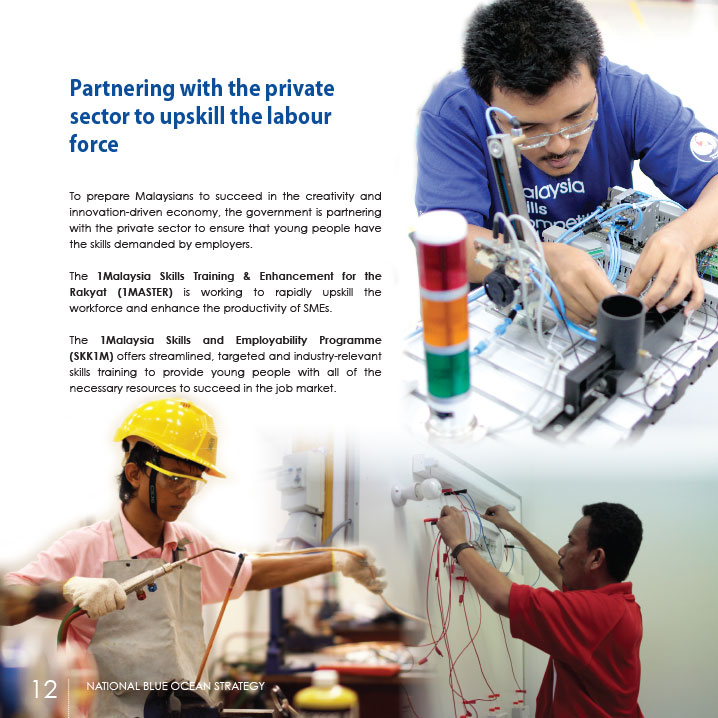 Partnering with the private
sector to upskill the labour
force
To prepare Malaysians to succeed in the creativity and
innovation-driven economy, the government is partnering
with the private sector to ensure that young people have
the skills demanded by employers.
The 1Malaysia Skills Training & Enhancement for the
Rakyat (1MASTER) is working to rapidly upskill the
workforce and enhance the productivity of SMEs.
The 1Malaysia Skills and Employability Programme
(SKK1M) offers streamlined, targeted and industry-relevant
skills training to provide young people with all of the
necessary resources to succeed in the job market.
alaysia
kills
ompetiti
12 NATIONAL BLUE OCEAN STRATEGY